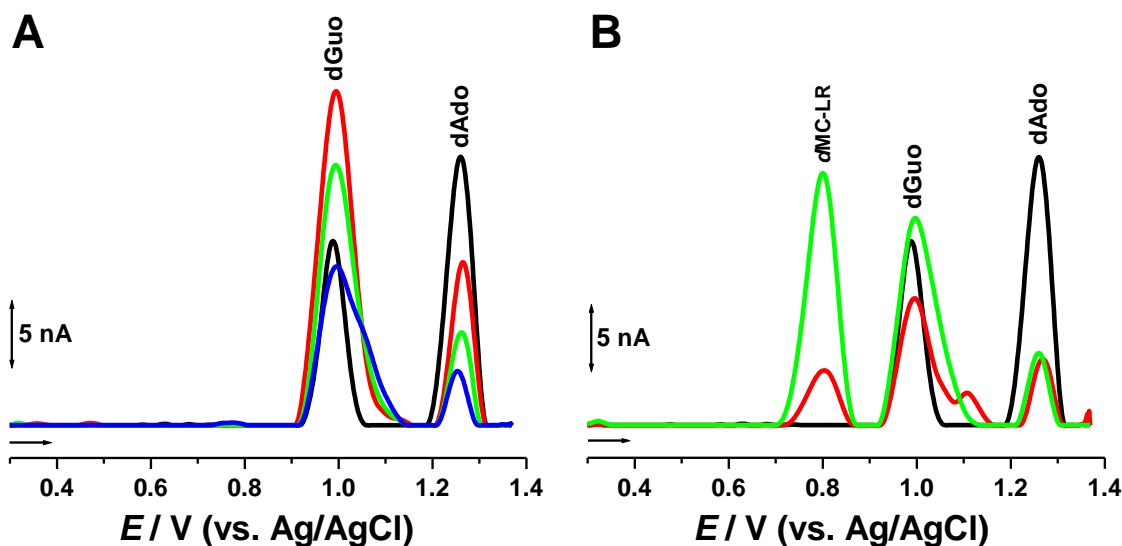 A
dGuo
dAdo
5 nA
0.4 0.6 0.8 1.0 1.2 1.4
E / V (vs. Ag/AgCl)
B
dMC-LR
dGuo
dAdo
5 nA
0.4 0.6 0.8 1.0 1.2 1.4
E / V (vs. Ag/AgCl)